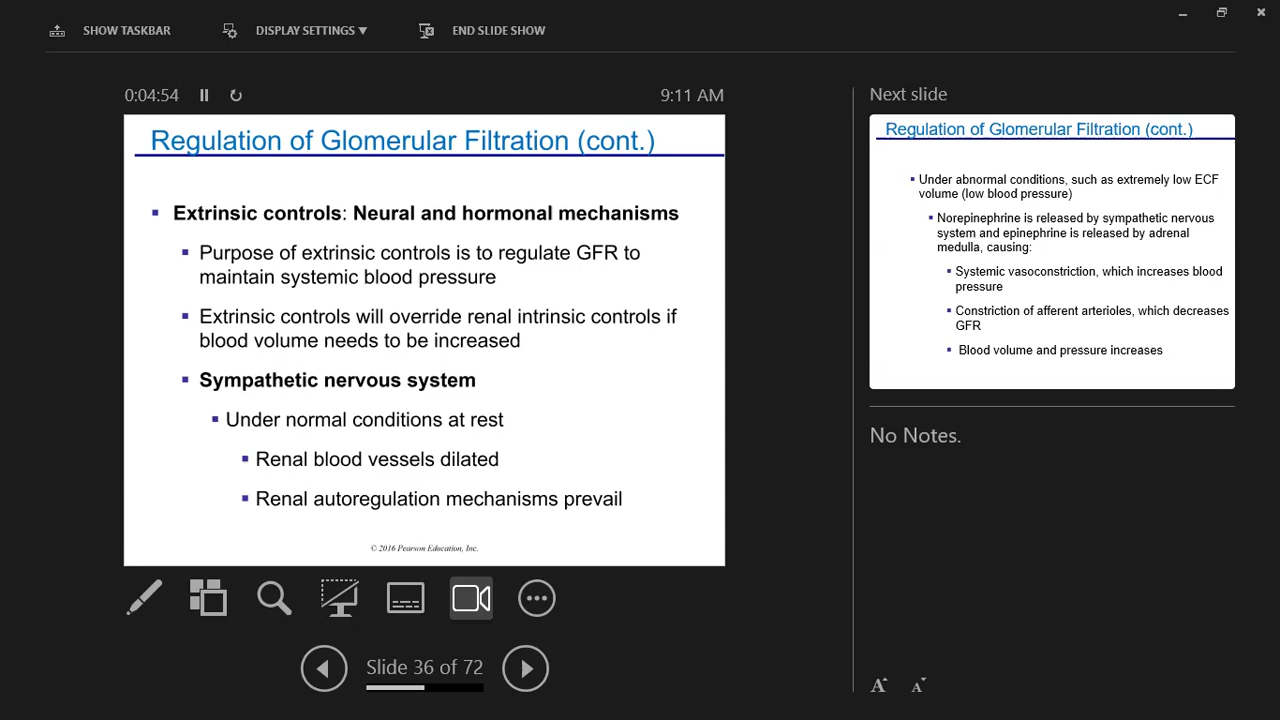 SHOW TASKBAR
DISPLAY SETTINGS ▼
END SLIDE SHOW
0:04:54
9:11 AM
Regulation of Glomerular Filtration (cont.)
▪ Extrinsic controls: Neural and hormonal mechanisms
▪ Purpose of extrinsic controls is to regulate GFR to
maintain systemic blood pressure
▪ Extrinsic controls will override renal intrinsic controls if
blood volume needs to be increased
▪ Sympathetic nervous system
▪ Under normal conditions at rest
▪ Renal blood vessels dilated
▪ Renal autoregulation mechanisms prevail
© 2016 Pearson Education, Inc.
Slide 36 of 72
Next slide
Regulation of Glomerular Filtration (cont.)
▪ Under abnormal conditions, such as extremely low ECF
volume (low blood pressure)
▪ Norepinephrine is released by sympathetic nervous
system and epinephrine is released by adrenal
medulla, causing:
▪ Systemic vasoconstriction, which increases blood
pressure
▪ Constriction of afferent arterioles, which decreases
GFR
▪ Blood volume and pressure increases
No Notes.
A A